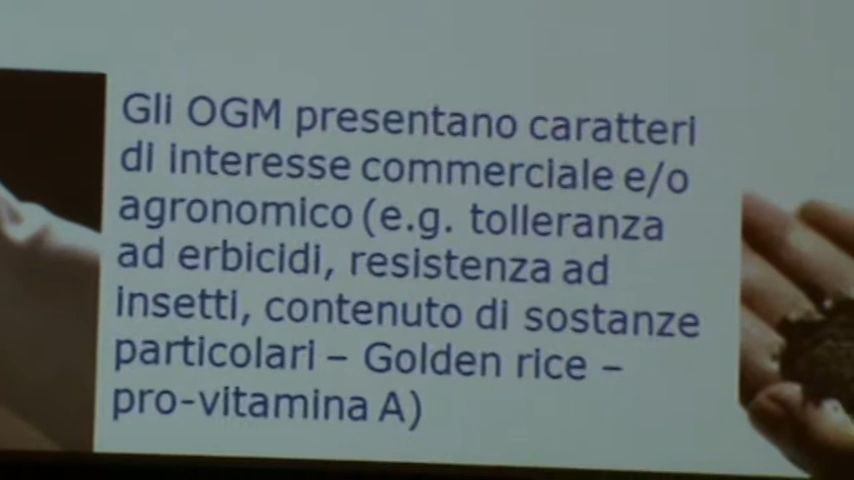 Gli OGM presentano caratteri
di interesse commerciale e/o
agronomico (e.g. tolleranza
ad erbicidi, resistenza ad
insetti, contenuto di sostanze
particolari – Golden rice –
pro-vitamina A)